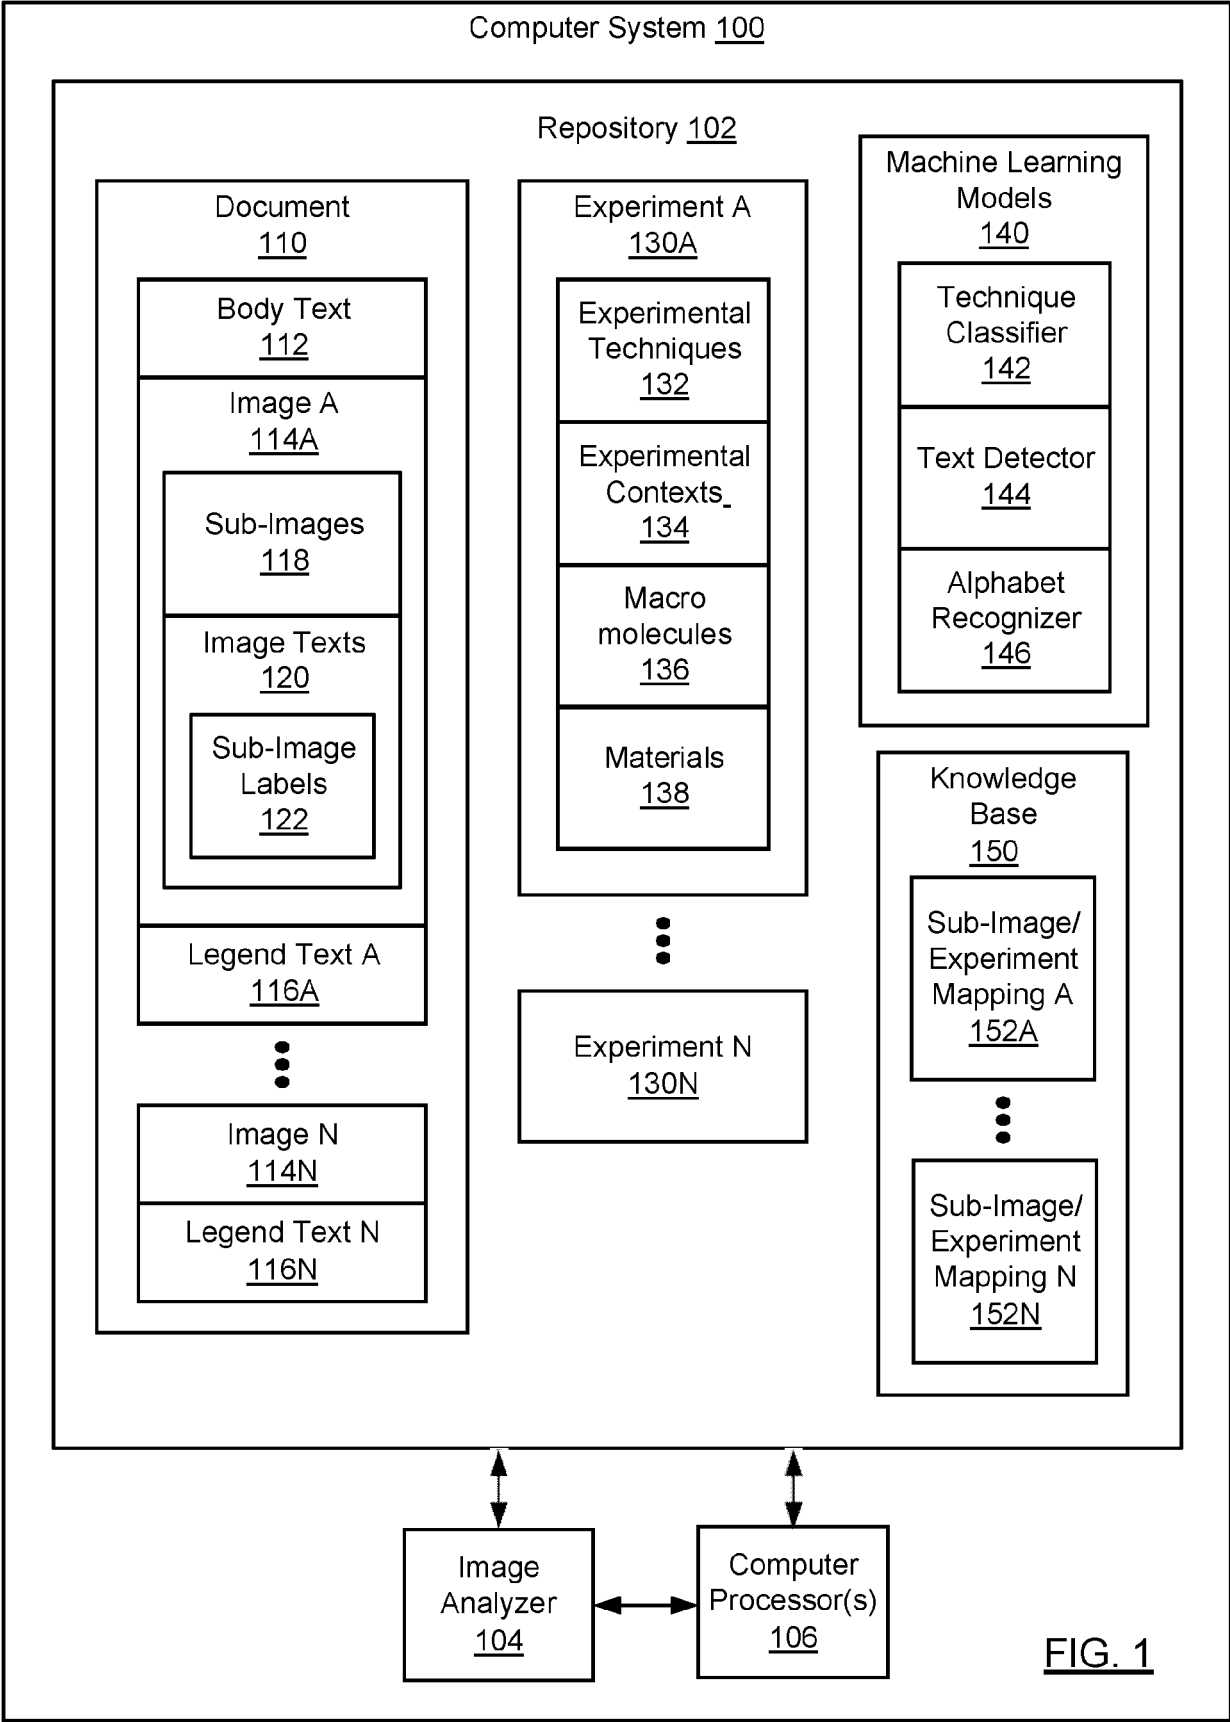 Computer System 100
Repository 102
Document
110
Body Text
112
Image A
114A
Sub-Images
118
Image Texts
120
Sub-Image
Labels
122
Legend Text A
116A
Image N
114N
Legend Text N
116N
Experiment A
130A
Experimental
Techniques
132
Experimental
Contexts_
134
Macro
molecules
136
Materials
138
Experiment N
130N
Machine Learning
Models
140
Technique
Classifier
142
Text Detector
144
Alphabet
Recognizer
146
Knowledge
Base
150
Sub-Image/
Experiment
Mapping A
152A
Sub-Image/
Experiment
Mapping N
152N
Image
Analyzer
104
Computer
Processor(s)
106
FIG. 1